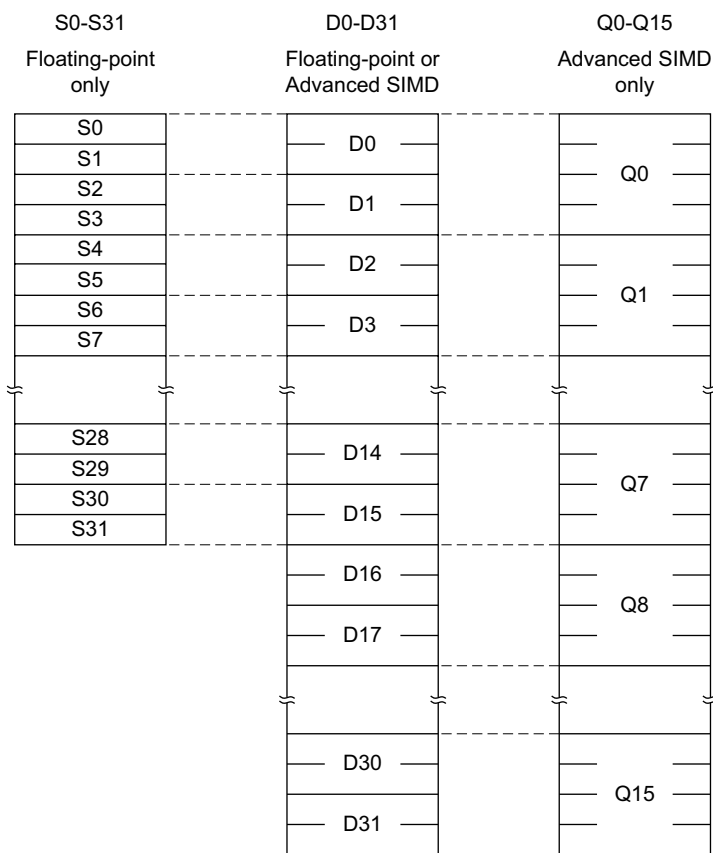 S0-S31
Floating-point
only
D0-D31
Floating-point or
Advanced SIMD
Q0-Q15
Advanced SIMD
only
S0
S1
S2
S3
S4
S5
S6
S7
S28
S29
S30
S31
D0
D1
D2
D3
D14
D15
D16
D17
D30
D31
Q0
Q1
Q7
Q8
Q15